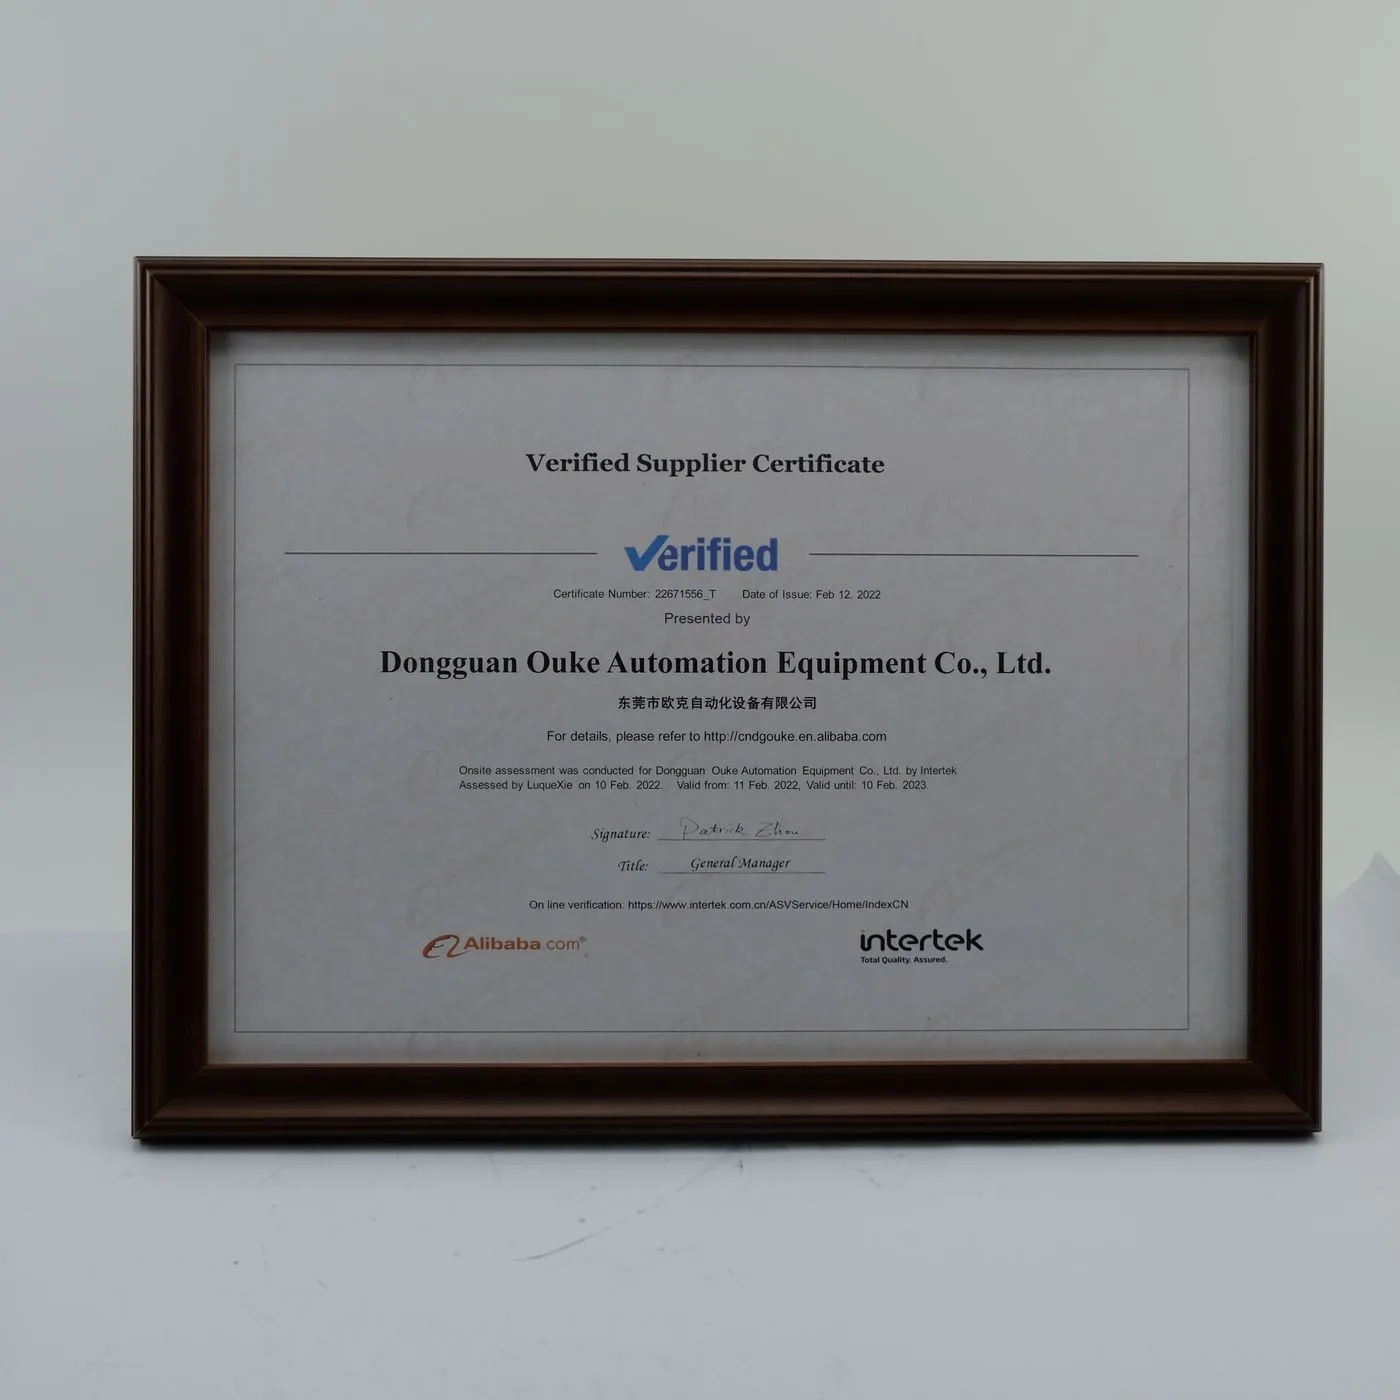 Verified Supplier Certificate
Verified
Certificate Number: 22671556_T Date of Issue: Feb 12. 2022
Presented by
Dongguan Ouke Automation Equipment Co., Ltd.
东莞市欧克自动化设备有限公司
For details, please refer to http://cndgouke.en.alibaba.com
Onsite assessment was conducted for Dongguan Ouke Automation Equipment Co., Ltd. by Intertek
Assessed by LuqueXie on 10 Feb. 2022. Valid from: 11 Feb. 2022, Valid until: 10 Feb. 2023.
Signature: Patrick Zhou
Title: General Manager
On line verification: https://www.intertek.com.cn/ASVService/Home/IndexCN
Alibaba.com®
intertek
Total Quality. Assured.